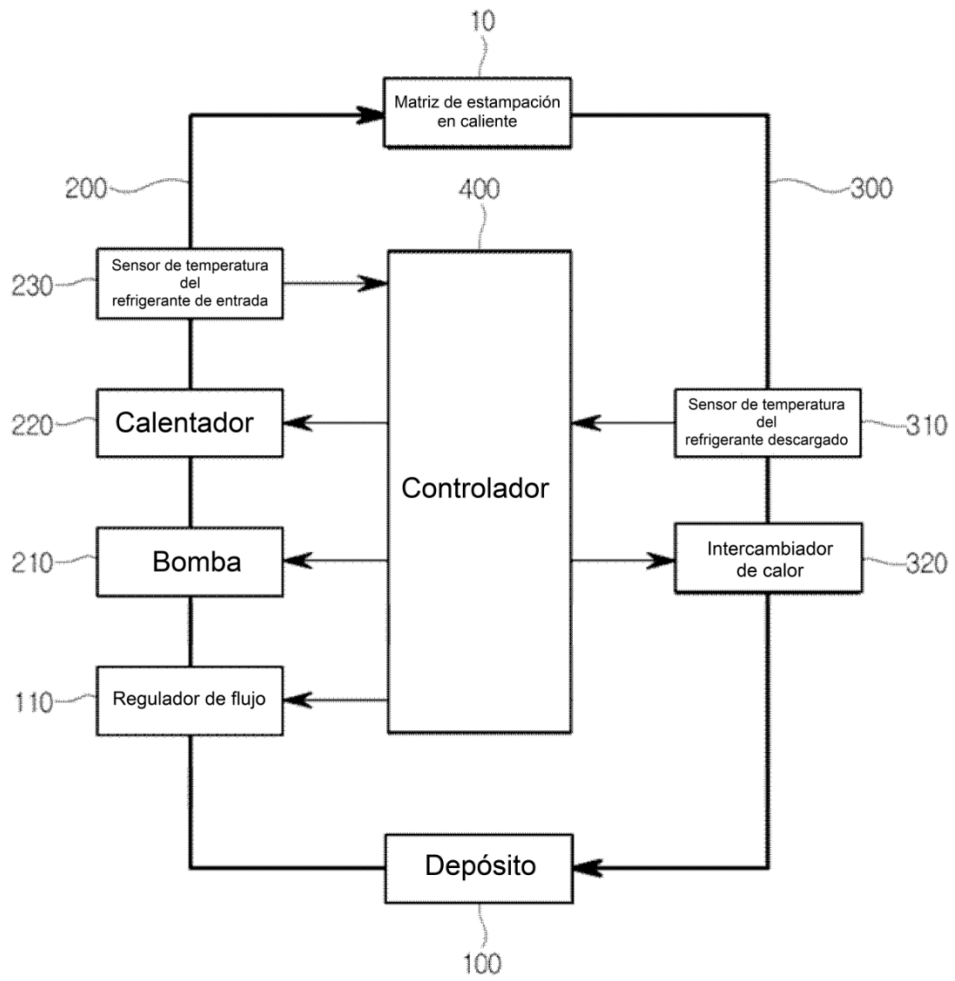 10
Matriz de estampación
en caliente
200
400
300
Sensor de temperatura
del
refrigerante de entrada
230
Calentador
220
Sensor de temperatura
del
refrigerante descargado
310
Controlador
Bomba
210
Intercambiador
de calor
320
Regulador de flujo
110
Depósito
100